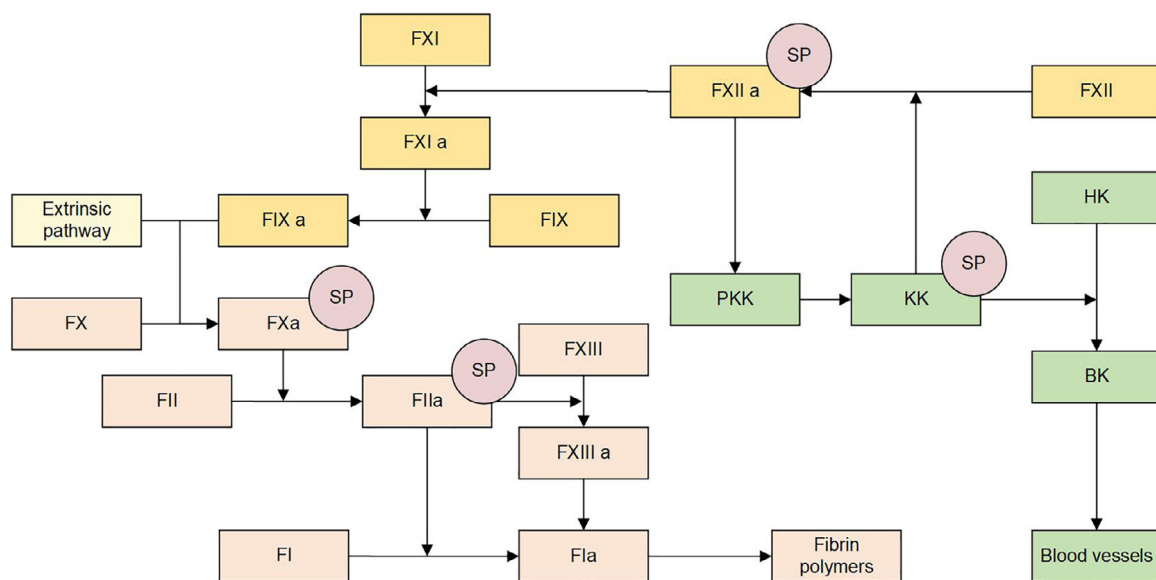 FXI
SP
FXII a
FXII
FXI a
HK
Extrinsic
pathway
FIX a
FIX
SP
PKK
KK
SP
FX
FXa
FXIII
SP
BK
FII
FIIa
FXIII a
FI
FIa
Fibrin
polymers
Blood vessels